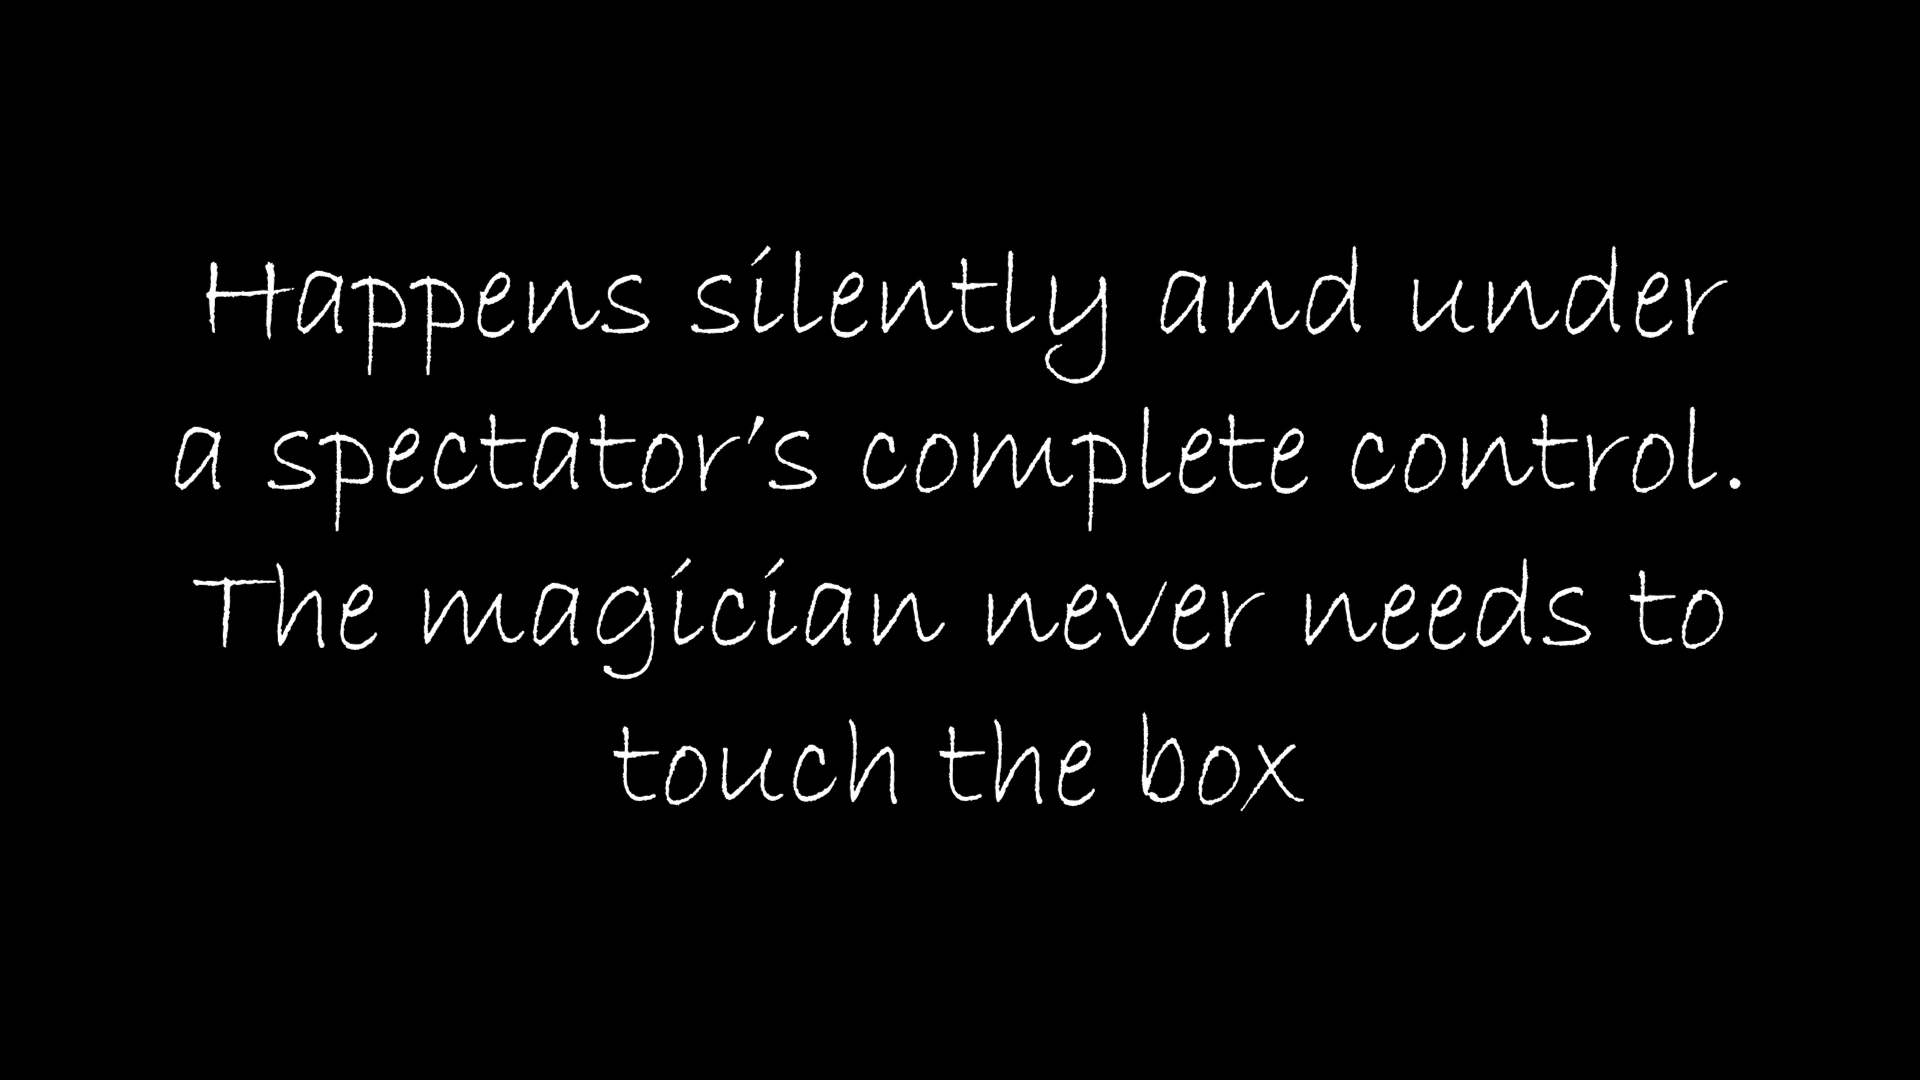 Happens silently and under
a spectator's complete control.
The magician never needs to
touch the box